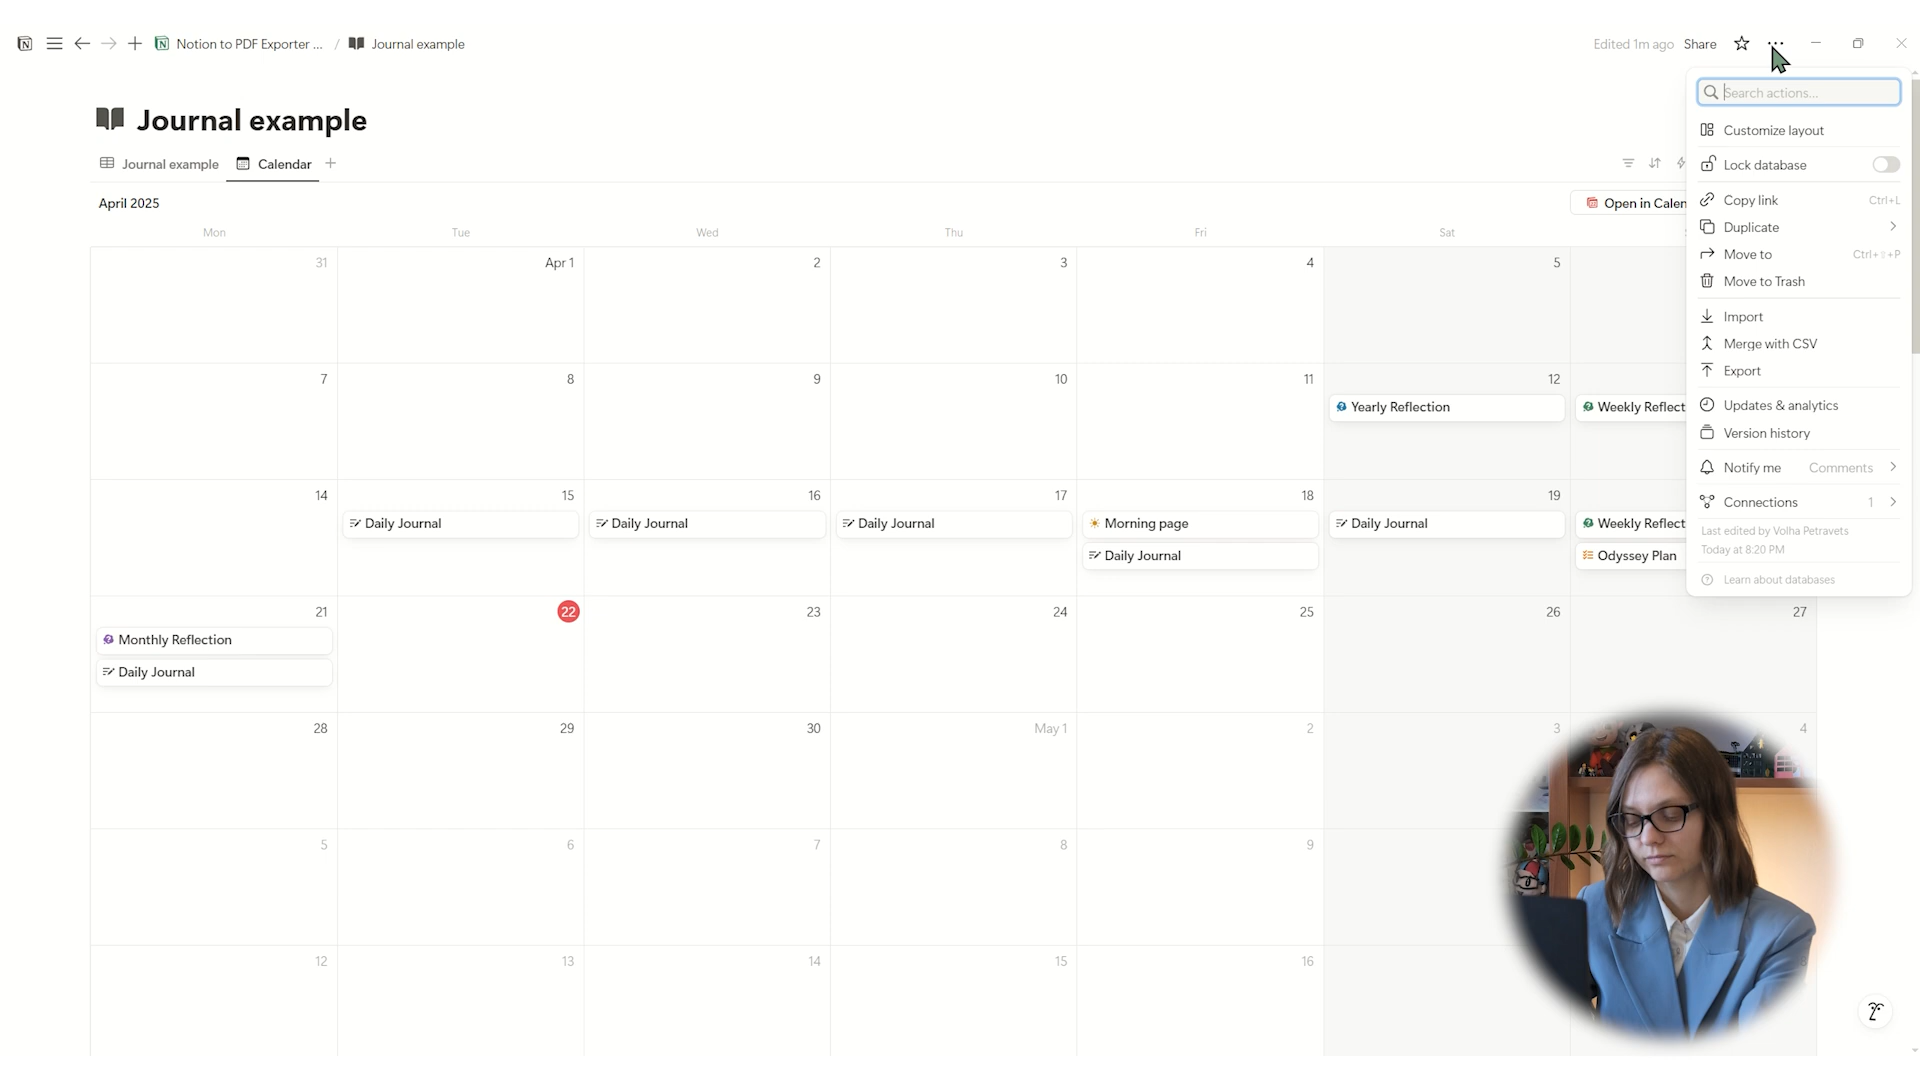 Notion to PDF Exporter ... / Journal example
Edited 1m ago Share
Journal example
Journal example Calendar
April 2025
Open in Calen
Mon Tue Wed Thu Fri Sat
31 Apr 1 2 3 4 5
7 8 9 10 11 12
Yearly Reflection Weekly Reflect
14 15 16 17 18 19
Daily Journal Daily Journal Daily Journal Morning page Daily Journal Weekly Reflect
Daily Journal Odyssey Plan
21 22 23 24 25 26 27
Monthly Reflection
Daily Journal
28 29 30 May 1 2 3 4
5 6 7 8 9
12 13 14 15 16
Search actions...
Customize layout
Lock database
Copy link Ctrl+L
Duplicate
Move to Ctrl+⇧+P
Move to Trash
Import
Merge with CSV
Export
Updates & analytics
Version history
Notify me Comments
Connections 1
Last edited by Volha Petravets
Today at 8:20 PM
Learn about databases